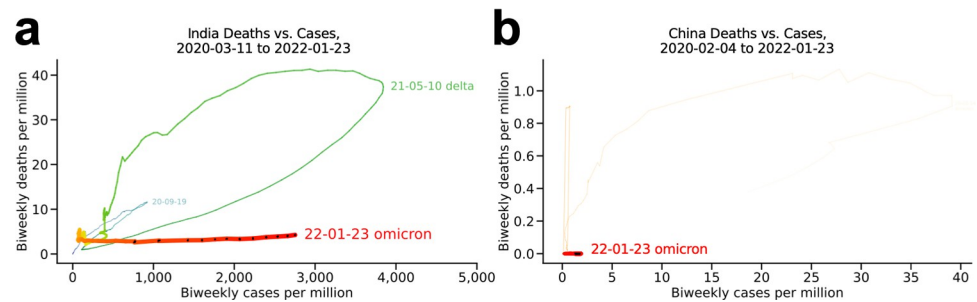 a
India Deaths vs. Cases,
2020-03-11 to 2022-01-23
Biweekly deaths per million
40
30
20
10
0
21-05-10 delta
20-09-19
22-01-23 omicron
0 1,000 2,000 3,000 4,000 5,000
Biweekly cases per million
b
China Deaths vs. Cases,
2020-02-04 to 2022-01-23
Biweekly deaths per million
1.0
0.8
0.6
0.4
0.2
0.0
22-01-23 omicron
0 5 10 15 20 25 30 35 40
Biweekly cases per million